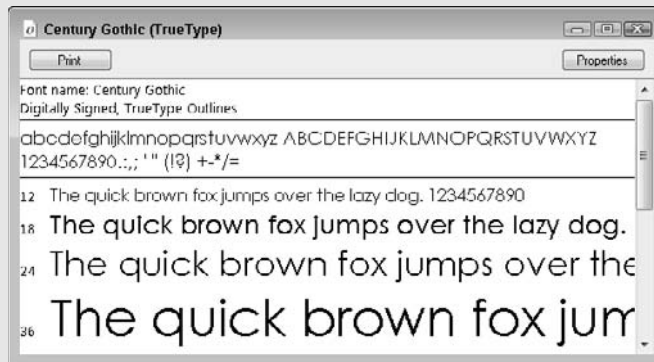 Century Gothic (TrueType)
Print Properties
Font name: Century Gothic
Digitally Signed, TrueType Outlines
abcdefghijklmnopqrstuvwxyz ABCDEFGHIJKLMNOPQRSTUVWXYZ
1234567890.:,; ' " (!?) +-*/=
12 The quick brown fox jumps over the lazy dog. 1234567890
18 The quick brown fox jumps over the lazy dog.
24 The quick brown fox jumps over the
36 The quick brown fox jum